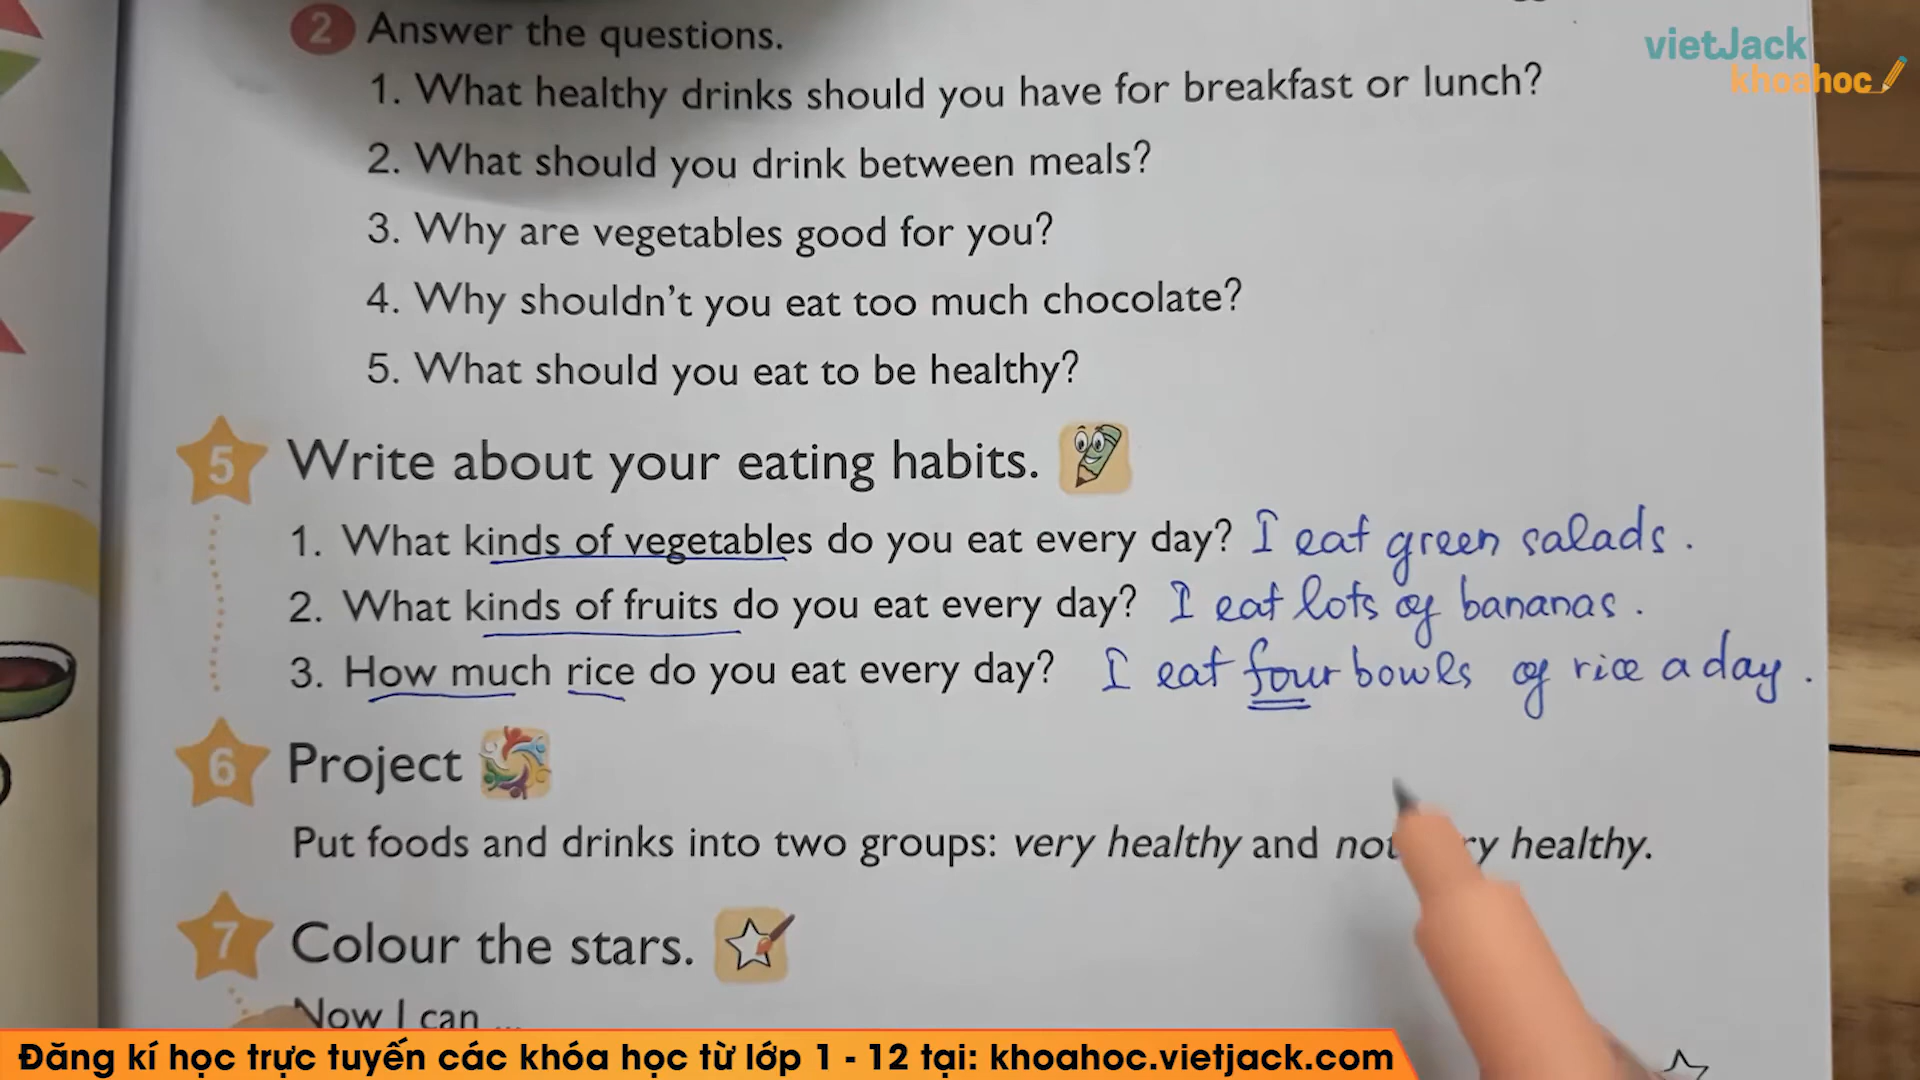 vietJack
khoahoc
2 Answer the questions.
1. What healthy drinks should you have for breakfast or lunch?
2. What should you drink between meals?
3. Why are vegetables good for you?
4. Why shouldn't you eat too much chocolate?
5. What should you eat to be healthy?
5 Write about your eating habits.
1. What kinds of vegetables do you eat every day? I eat green salads.
2. What kinds of fruits do you eat every day? I eat lots of bananas.
3. How much rice do you eat every day? I eat four bowls of rice a day.
6 Project
Put foods and drinks into two groups: very healthy and healthy.
7 Colour the stars.
Now I can ...
Đăng kí học trực tuyến các khóa học từ lớp 1 - 12 tại: khoahoc.vietjack.com